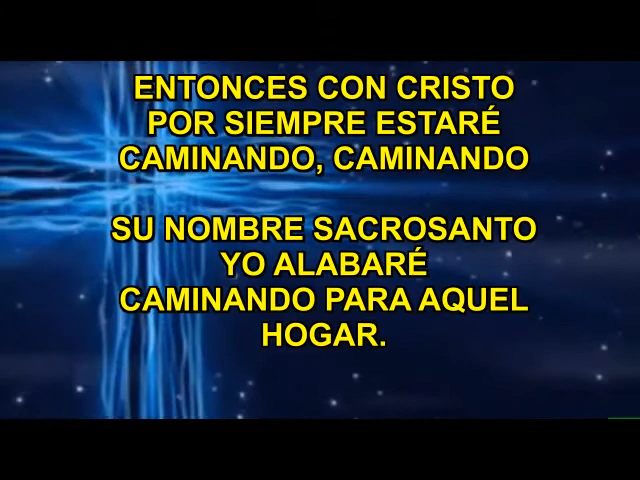 ENTONCES CON CRISTO
POR SIEMPRE ESTARÉ
CAMINANDO, CAMINANDO
SU NOMBRE SACROSANTO
YO ALABARÉ
CAMINANDO PARA AQUEL
HOGAR.